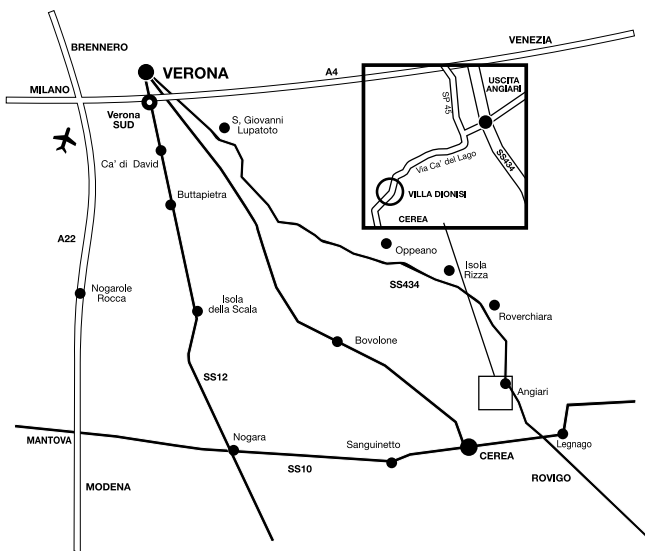 BRENNERO
VENEZIA
VERONA
A4
MILANO
Verona
SUD
USCITA
ANGIARI
SP 45
S, Giovanni
Lupatoto
SS434
Via Ca' del Lago
Ca' di David
VILLA DIONISI
Buttapietra
CEREA
A22
Oppeano
Isola
Rizza
SS434
Nogarole
Rocca
Isola
della Scala
Roverchiara
Bovolone
SS12
Angiari
MANTOVA
Nogara
Sanguinetto
Legnago
CEREA
SS10
ROVIGO
MODENA